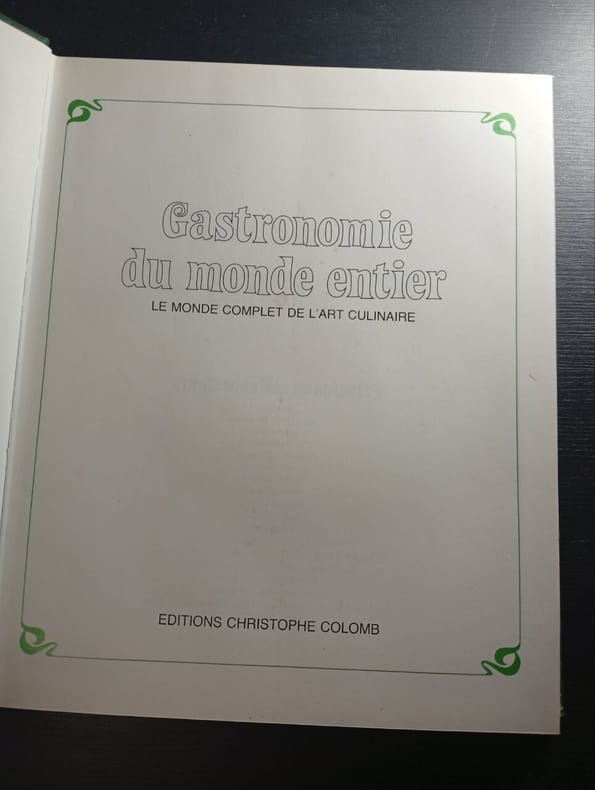 Gastronomie
du monde entier
LE MONDE COMPLET DE L'ART CULINAIRE
EDITIONS CHRISTOPHE COLOMB